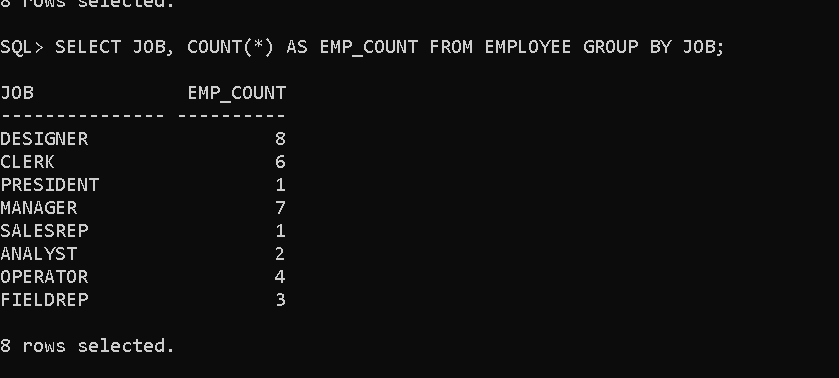 8 rows selected.
SQL> SELECT JOB, COUNT(*) AS EMP_COUNT FROM EMPLOYEE GROUP BY JOB;
JOB              EMP_COUNT
--------------- ----------
DESIGNER                 8
CLERK                    6
PRESIDENT                1
MANAGER                  7
SALESREP                 1
ANALYST                  2
OPERATOR                 4
FIELDREP                 3
8 rows selected.